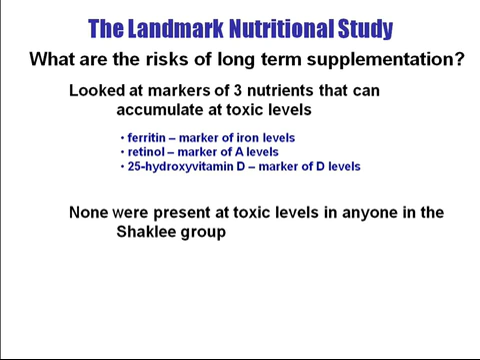 The Landmark Nutritional Study
What are the risks of long term supplementation?
Looked at markers of 3 nutrients that can
accumulate at toxic levels
• ferritin – marker of iron levels
• retinol – marker of A levels
• 25-hydroxyvitamin D – marker of D levels
None were present at toxic levels in anyone in the
Shaklee group